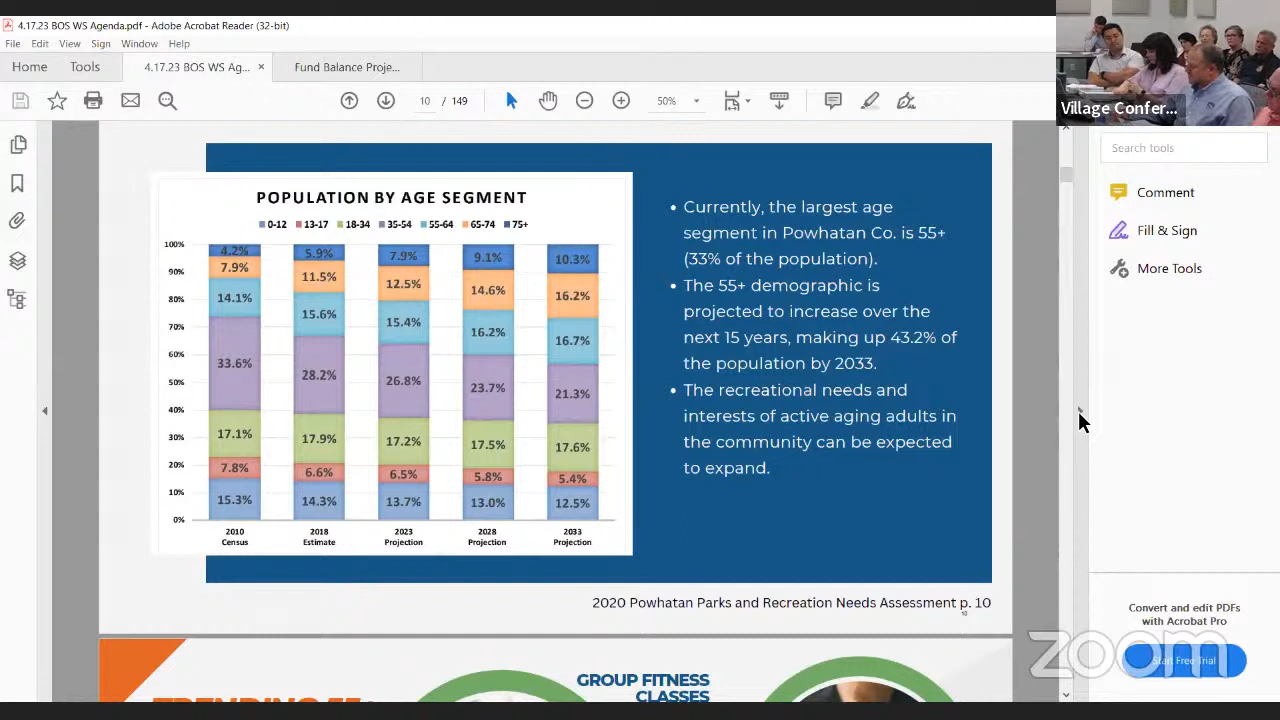 4.17.23 BOS WS Agenda.pdf - Adobe Acrobat Reader (32-bit)
File Edit View Sign Window Help
Home Tools 4.17.23 BOS WS Ag... × Fund Balance Proje...
10 / 149 50%
Village Confer...
Search tools
Comment
Fill & Sign
More Tools
POPULATION BY AGE SEGMENT
0-12 13-17 18-34 35-54 55-64 65-74 75+
100%
90%
80%
70%
60%
50%
40%
30%
20%
10%
0%
4.2% 5.9% 7.9% 9.1% 10.3%
7.9% 11.5% 12.5% 14.6% 16.2%
14.1% 15.6% 15.4% 16.2% 16.7%
33.6% 28.2% 26.8% 23.7% 21.3%
17.1% 17.9% 17.2% 17.5% 17.6%
7.8% 6.6% 6.5% 5.8% 5.4%
15.3% 14.3% 13.7% 13.0% 12.5%
2010 2018 2023 2028 2033
Census Estimate Projection Projection Projection
• Currently, the largest age
segment in Powhatan Co. is 55+
(33% of the population).
• The 55+ demographic is
projected to increase over the
next 15 years, making up 43.2% of
the population by 2033.
• The recreational needs and
interests of active aging adults in
the community can be expected
to expand.
2020 Powhatan Parks and Recreation Needs Assessment p. 10
Convert and edit PDFs
with Acrobat Pro
Start Free Trial
zoom
GROUP FITNESS
CLASSES